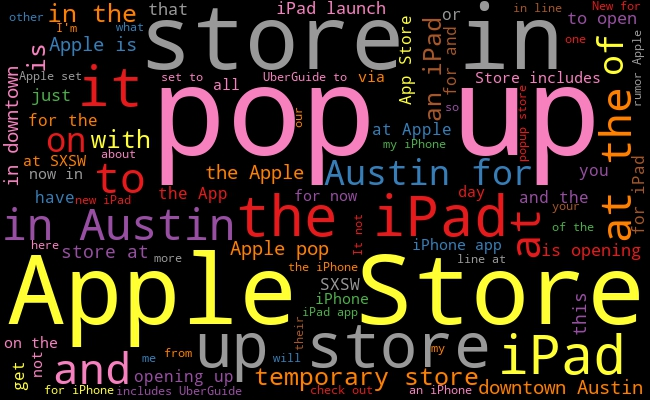 other
in the
that
iPad launch
or
in line
New for
I'm
what
to open
Apple is
store in
App Store
an iPad
for and
one
of
is
in downtown
Apple set
it
set to
all
UberGuide to
via
Store includes
rumor Apple
just
pop up
our
popup store
so
for the
on
with
at Apple
my iPhone
at the
about
at SXSW
now in
to
the Apple
Austin for
you
for iPad
have
new iPad
the App
for now
day
and the
your
in Austin
the iPad
It not
at
of the
here
store at
more
Apple pop
iPhone app
line at
is opening
the iPhone
Apple Store
SXSW
iPhone
iPad app
this
on the
not
up store
their
my
iPad
get
and
me
from
will
opening up
temporary store
for iPhone
includes UberGuide
check out
an iPhone
downtown Austin